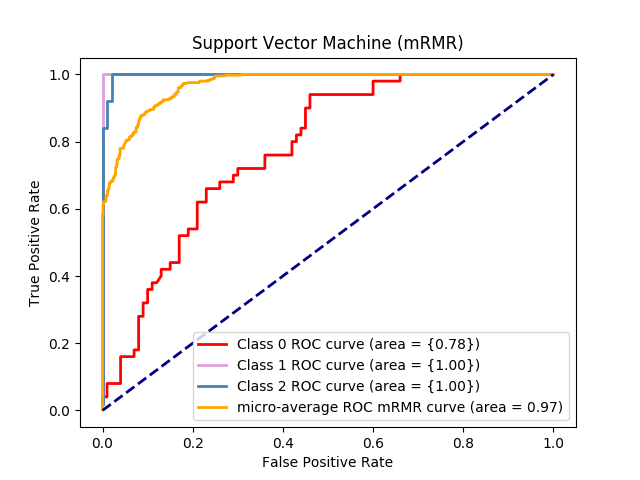 Support Vector Machine (mRMR)
1.0
0.8
0.6
0.4
0.2
0.0
True Positive Rate
Class 0 ROC curve (area = {0.78})
Class 1 ROC curve (area = {1.00})
Class 2 ROC curve (area = {1.00})
micro-average ROC mRMR curve (area = 0.97)
0.0 0.2 0.4 0.6 0.8 1.0
False Positive Rate